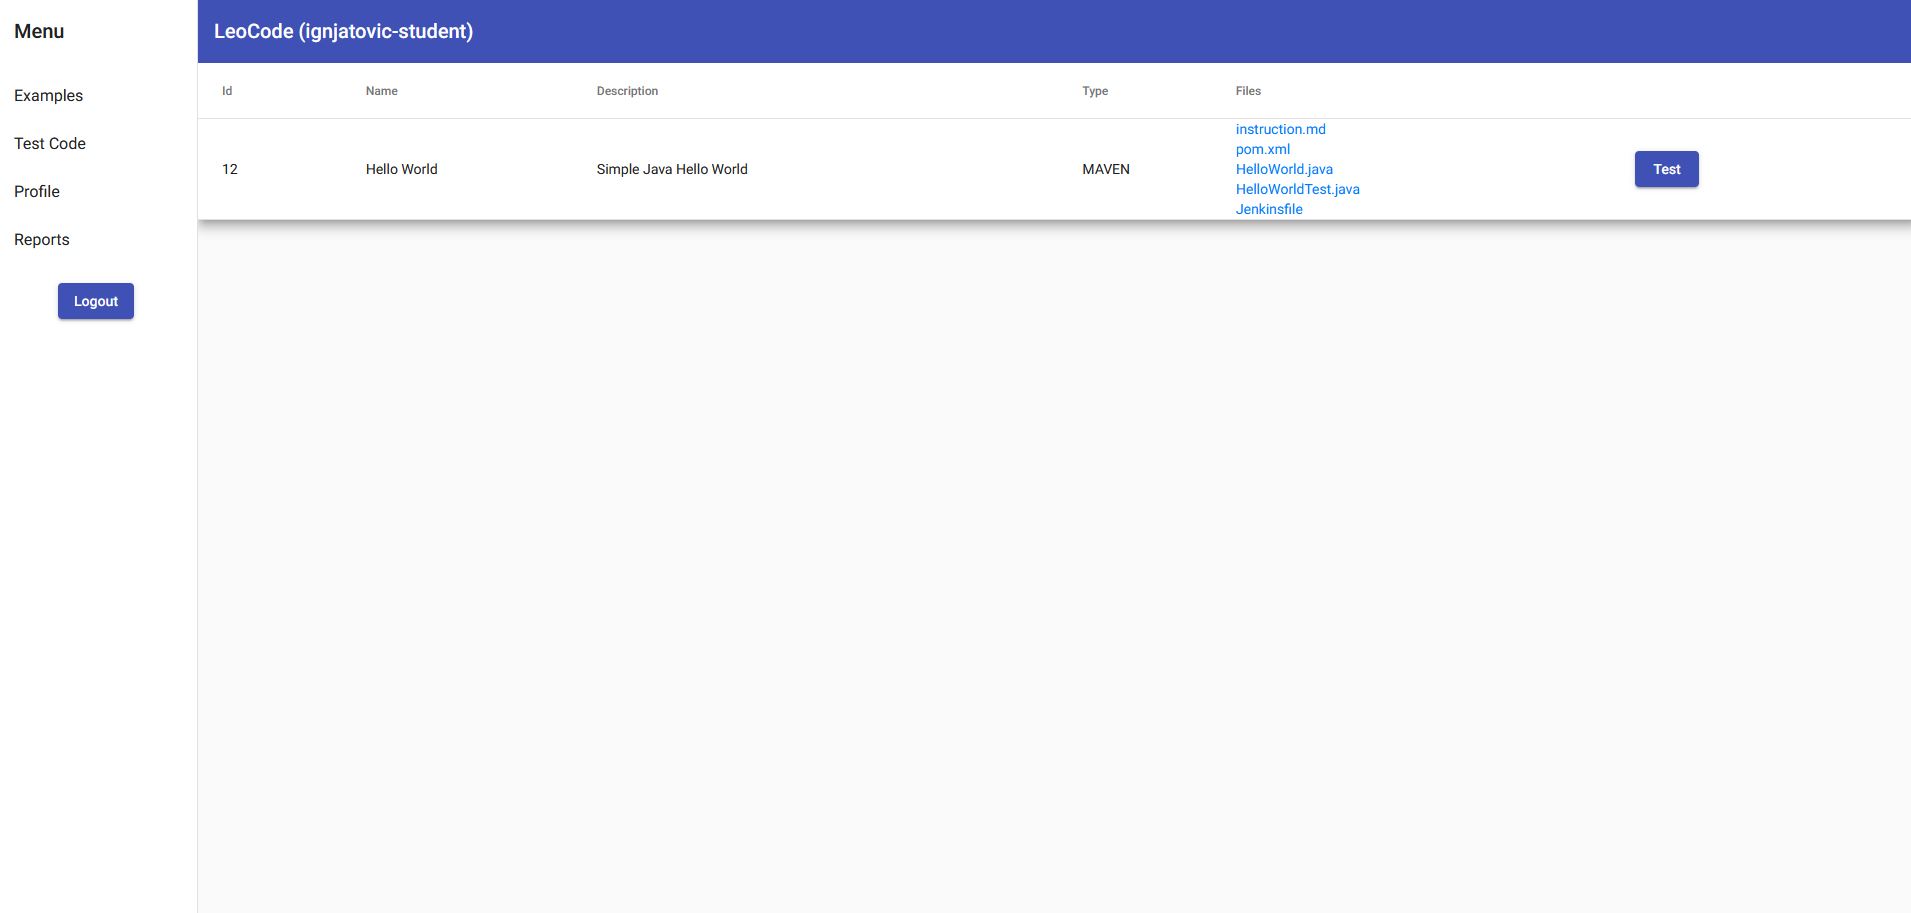 Menu
Examples
Test Code
Profile
Reports
Logout
LeoCode (ignjatovic-student)
Id Name Description Type Files
12 Hello World Simple Java Hello World MAVEN
instruction.md
pom.xml
HelloWorld.java
HelloWorldTest.java
Jenkinsfile
Test